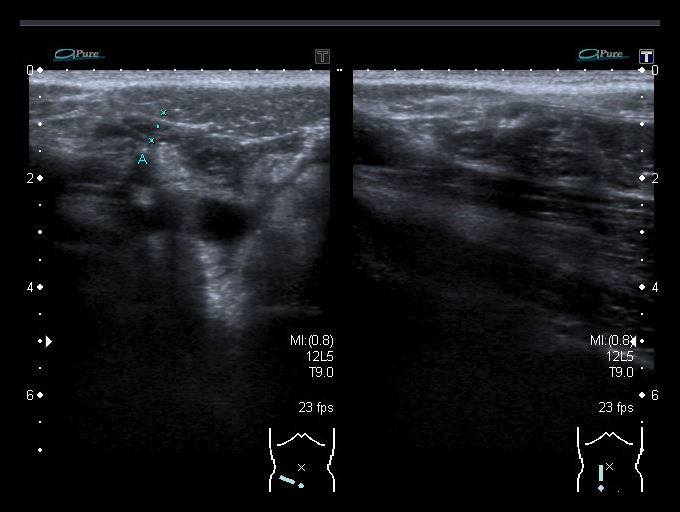 aPure T
aPure T
0 0
A
2 2
4 4
MI:(0.8) MI:(0.8)
12L5 12L5
T9.0 T9.0
6 6
23 fps 23 fps